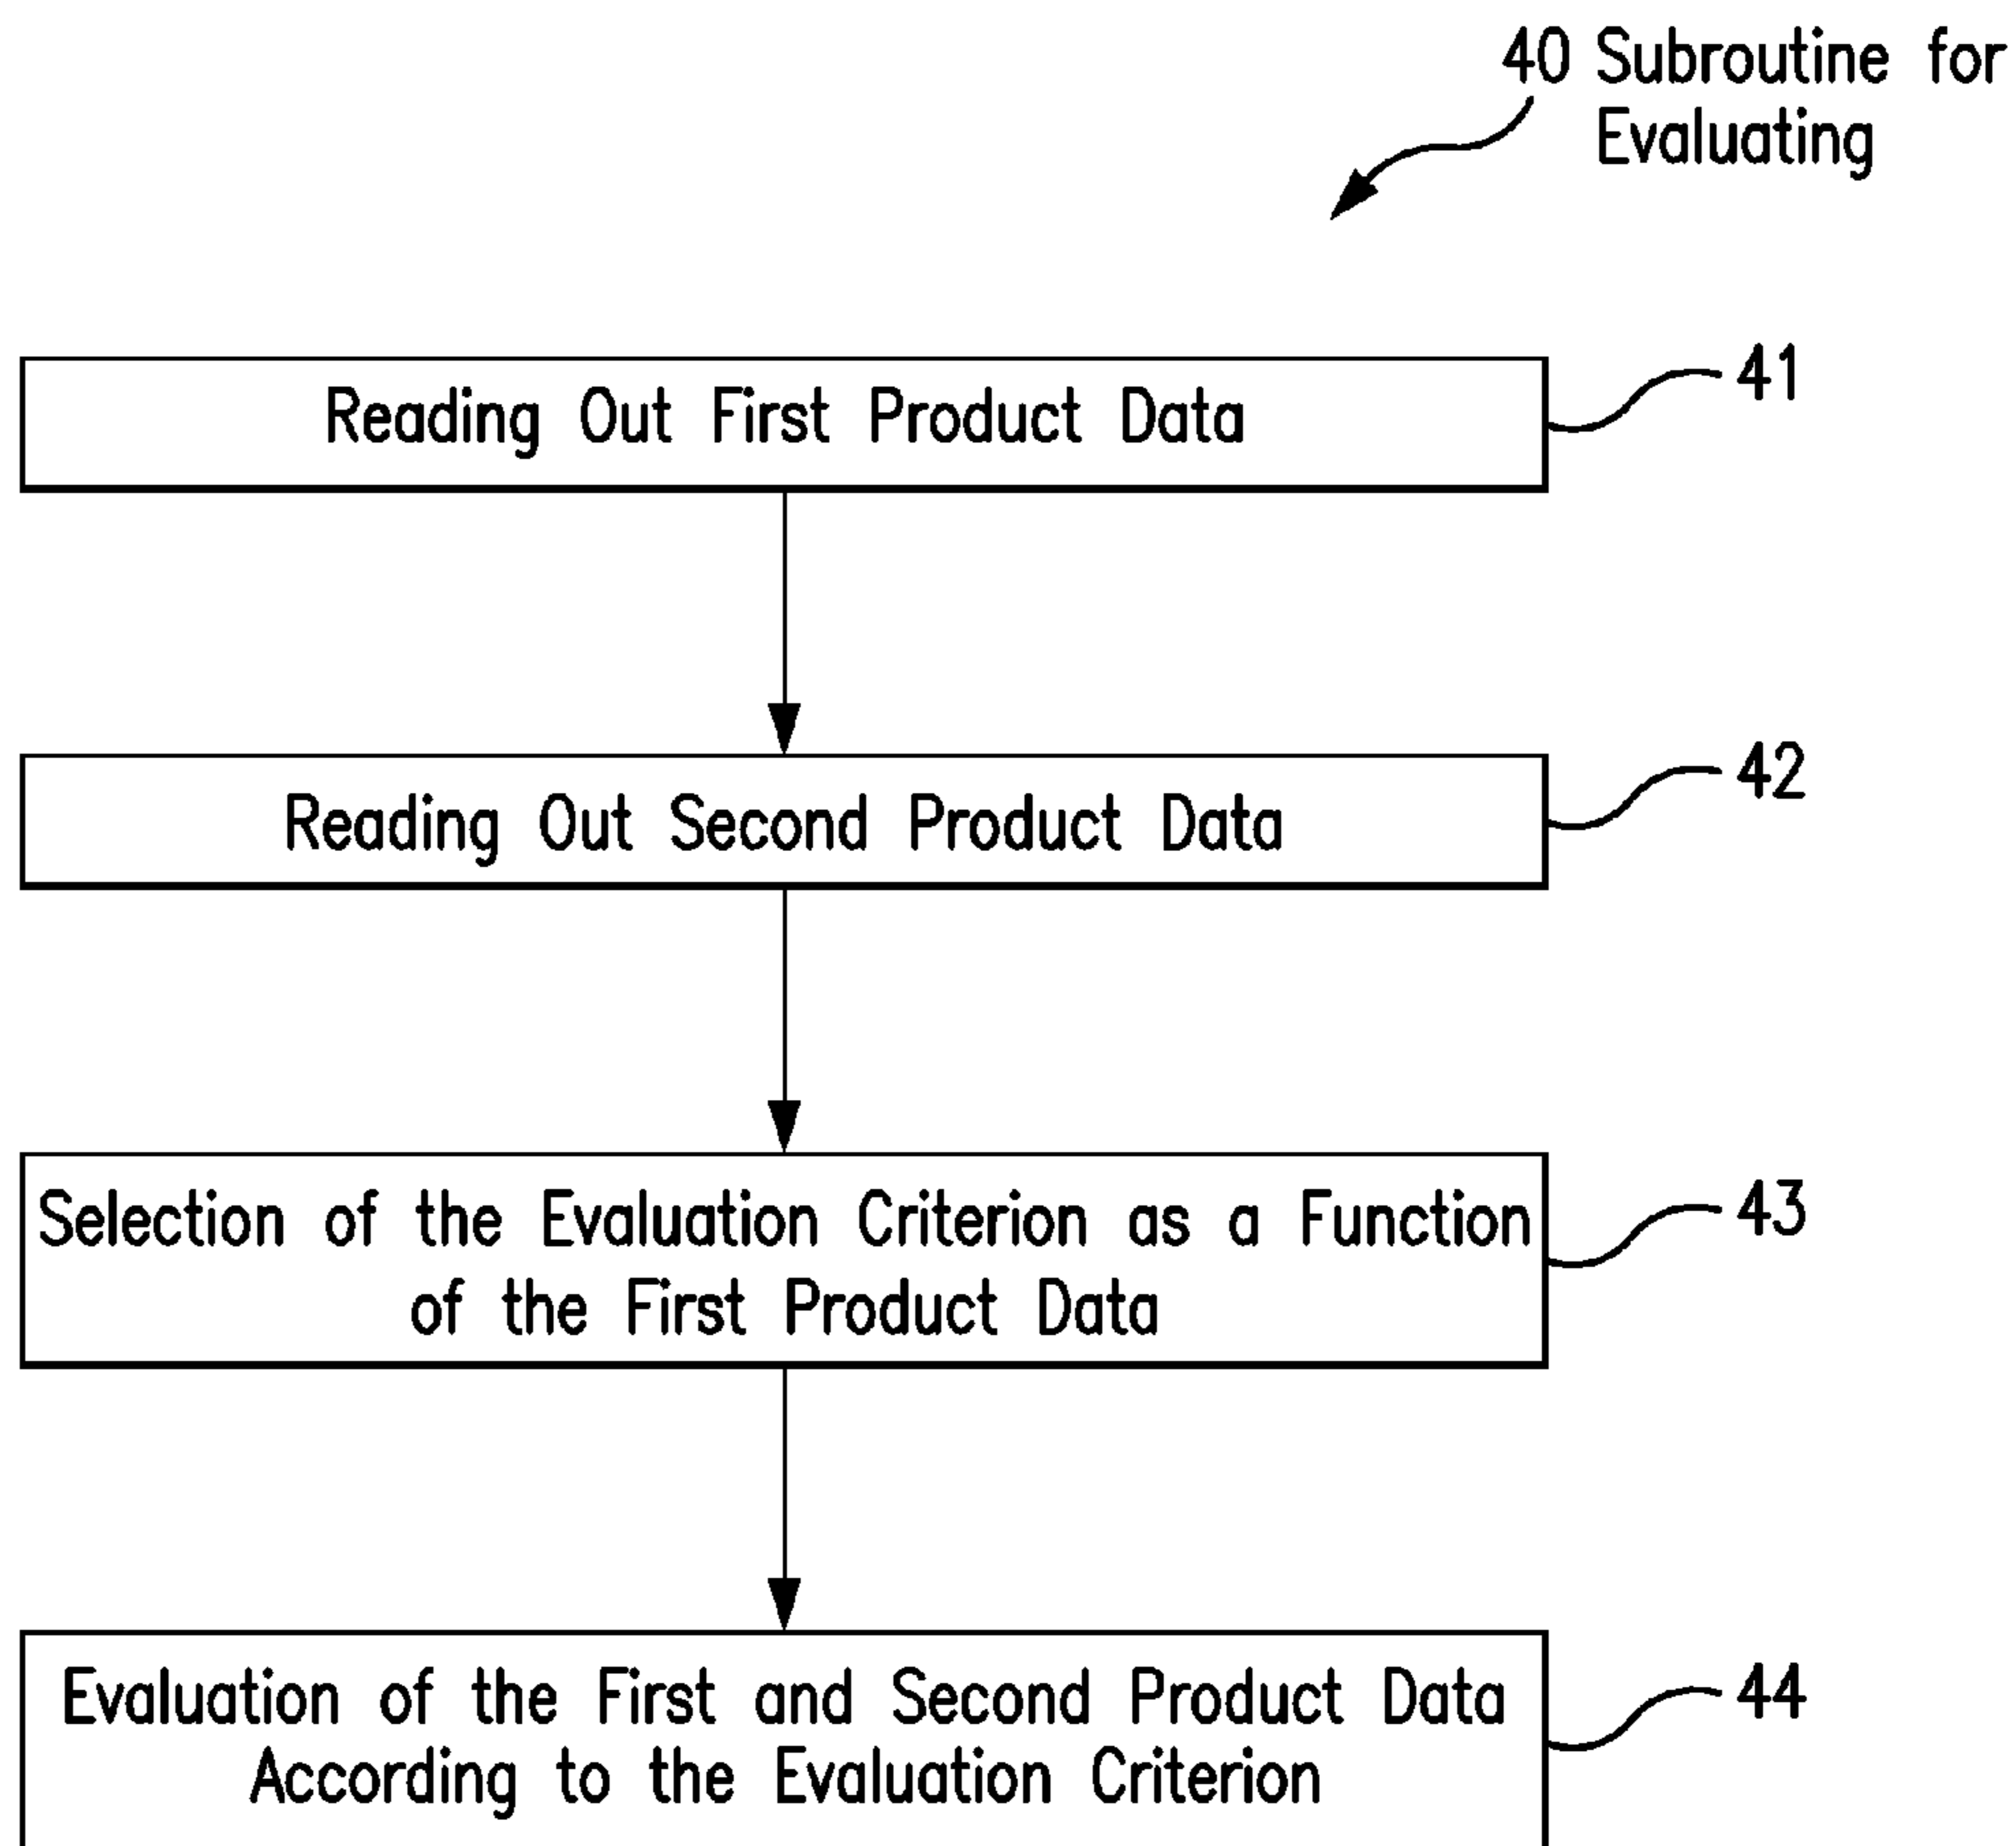 40 Subroutine for
Evaluating
Reading Out First Product Data
41
Reading Out Second Product Data
42
Selection of the Evaluation Criterion as a Function
of the First Product Data
43
Evaluation of the First and Second Product Data
According to the Evaluation Criterion
44